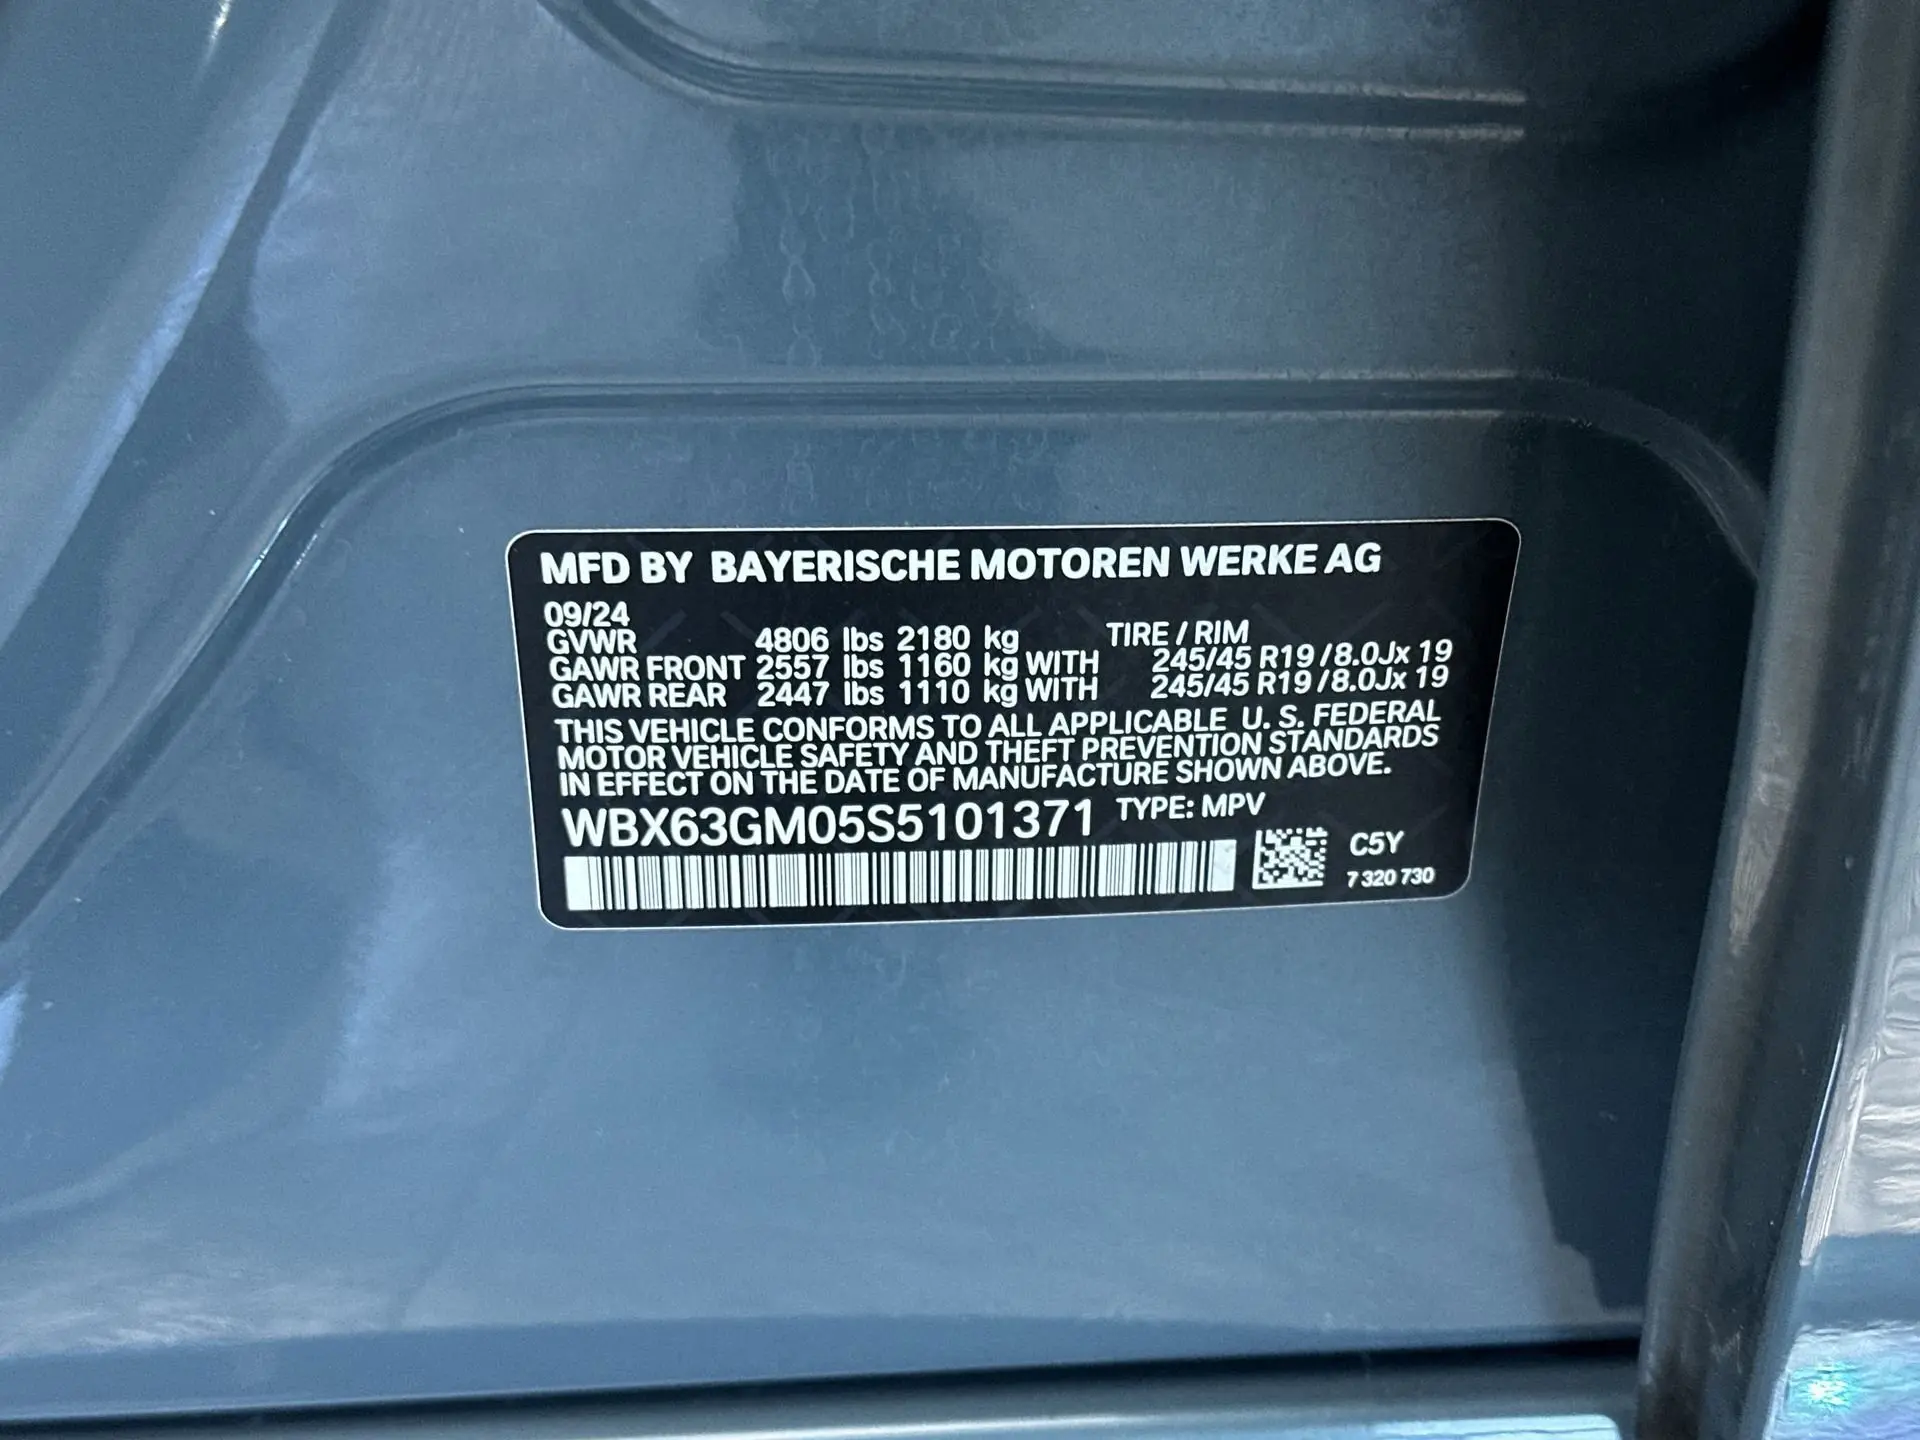 MFD BY BAYERISCHE MOTOREN WERKE AG
09/24
GVWR 4806 lbs 2180 kg TIRE / RIM
GAWR FRONT 2557 lbs 1160 kg WITH 245/45 R19 /8.0Jx 19
GAWR REAR 2447 lbs 1110 kg WITH 245/45 R19 /8.0Jx 19
THIS VEHICLE CONFORMS TO ALL APPLICABLE U. S. FEDERAL
MOTOR VEHICLE SAFETY AND THEFT PREVENTION STANDARDS
IN EFFECT ON THE DATE OF MANUFACTURE SHOWN ABOVE.
WBX63GM05S5101371 TYPE: MPV
C5Y
7 320 730